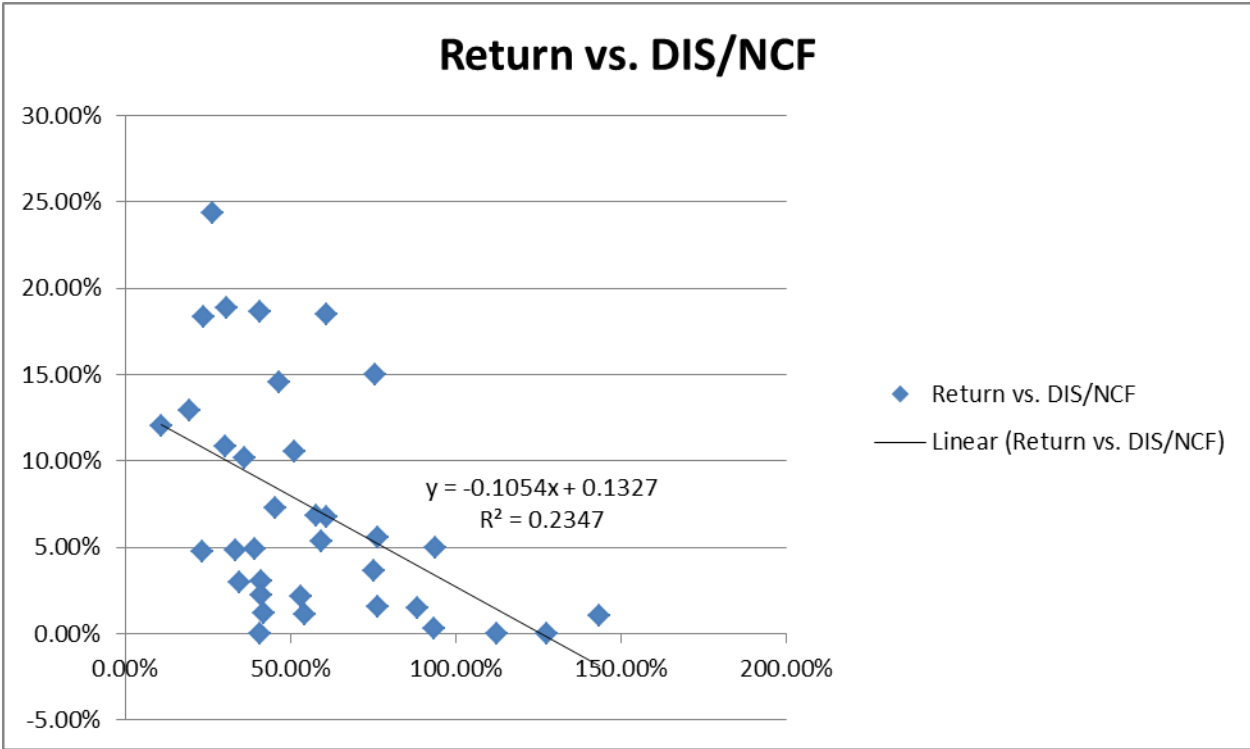 Return vs. DIS/NCF
30.00%
25.00%
20.00%
15.00%
10.00%
5.00%
0.00%
-5.00%
0.00% 50.00% 100.00% 150.00% 200.00%
y = -0.1054x + 0.1327
R² = 0.2347
Return vs. DIS/NCF
Linear (Return vs. DIS/NCF)